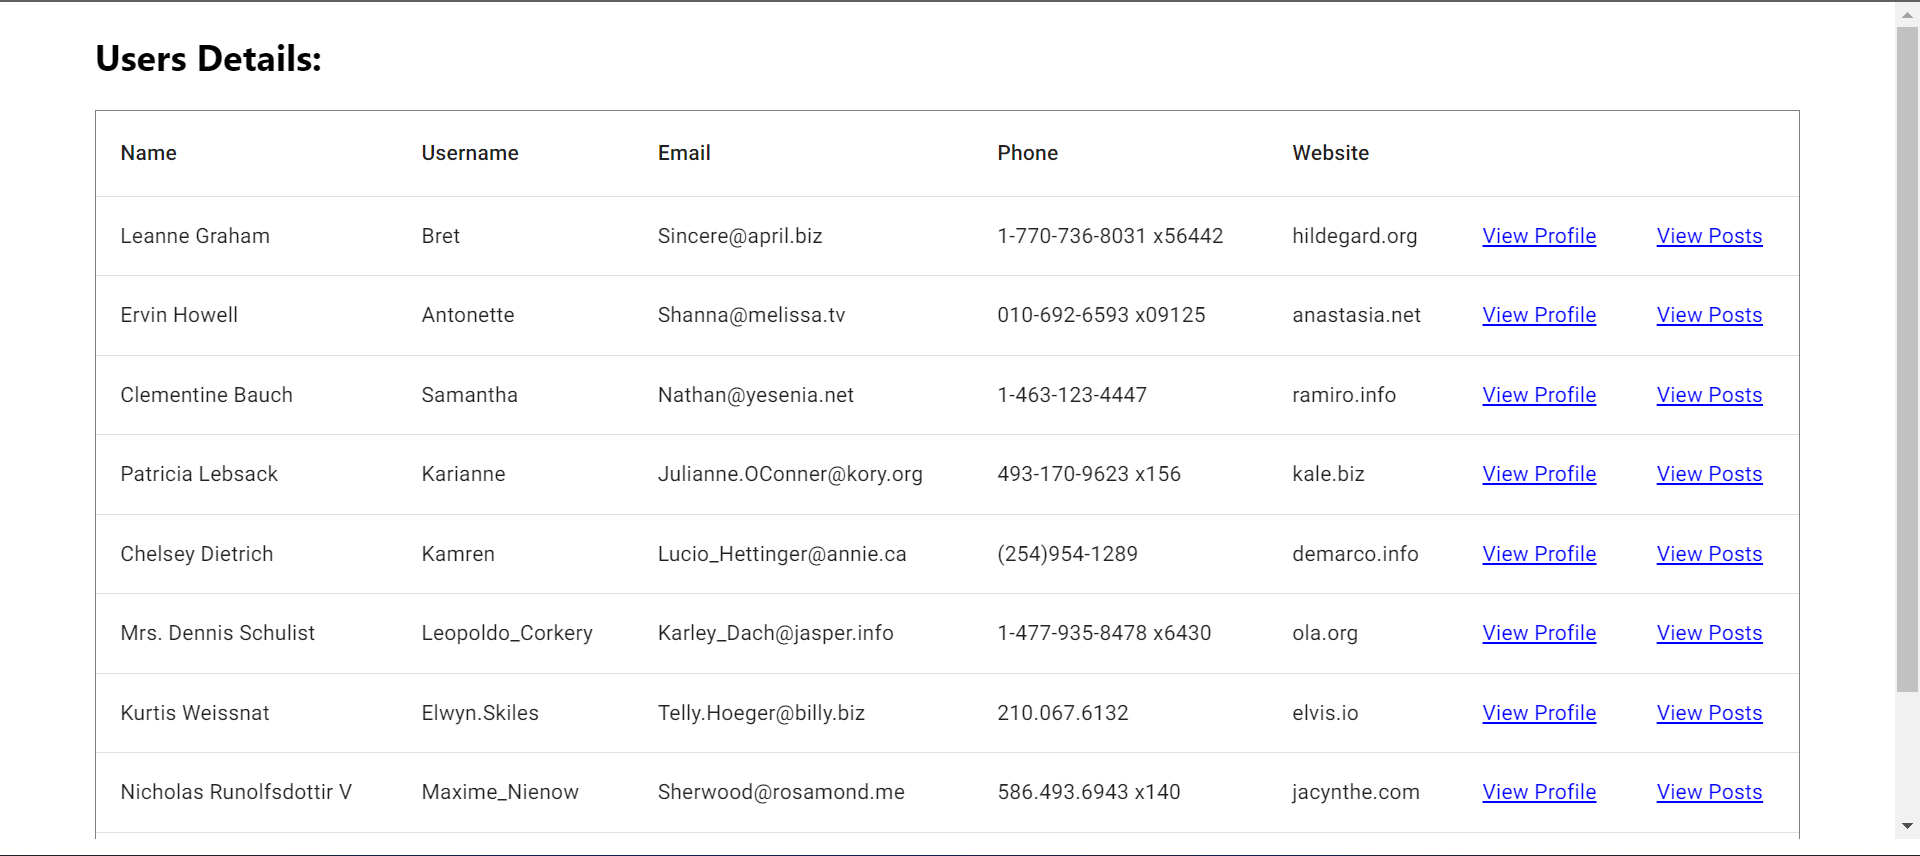 Users Details:
Name Username Email Phone Website
Leanne Graham Bret Sincere@april.biz 1-770-736-8031 x56442 hildegard.org View Profile View Posts
Ervin Howell Antonette Shanna@melissa.tv 010-692-6593 x09125 anastasia.net View Profile View Posts
Clementine Bauch Samantha Nathan@yesenia.net 1-463-123-4447 ramiro.info View Profile View Posts
Patricia Lebsack Karianne Julianne.OConner@kory.org 493-170-9623 x156 kale.biz View Profile View Posts
Chelsey Dietrich Kamren Lucio_Hettinger@annie.ca (254)954-1289 demarco.info View Profile View Posts
Mrs. Dennis Schulist Leopoldo_Corkery Karley_Dach@jasper.info 1-477-935-8478 x6430 ola.org View Profile View Posts
Kurtis Weissnat Elwyn.Skiles Telly.Hoeger@billy.biz 210.067.6132 elvis.io View Profile View Posts
Nicholas Runolfsdottir V Maxime_Nienow Sherwood@rosamond.me 586.493.6943 x140 jacynthe.com View Profile View Posts